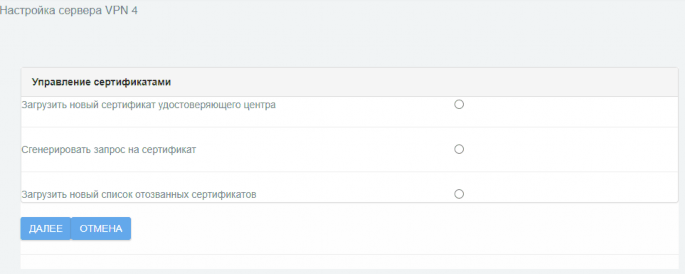 Настройка сервера VPN 4
Управление сертификатами
Загрузить новый сертификат удостоверяющего центра
Сгенерировать запрос на сертификат
Загрузить новый список отозванных сертификатов
ДАЛЕЕ ОТМЕНА